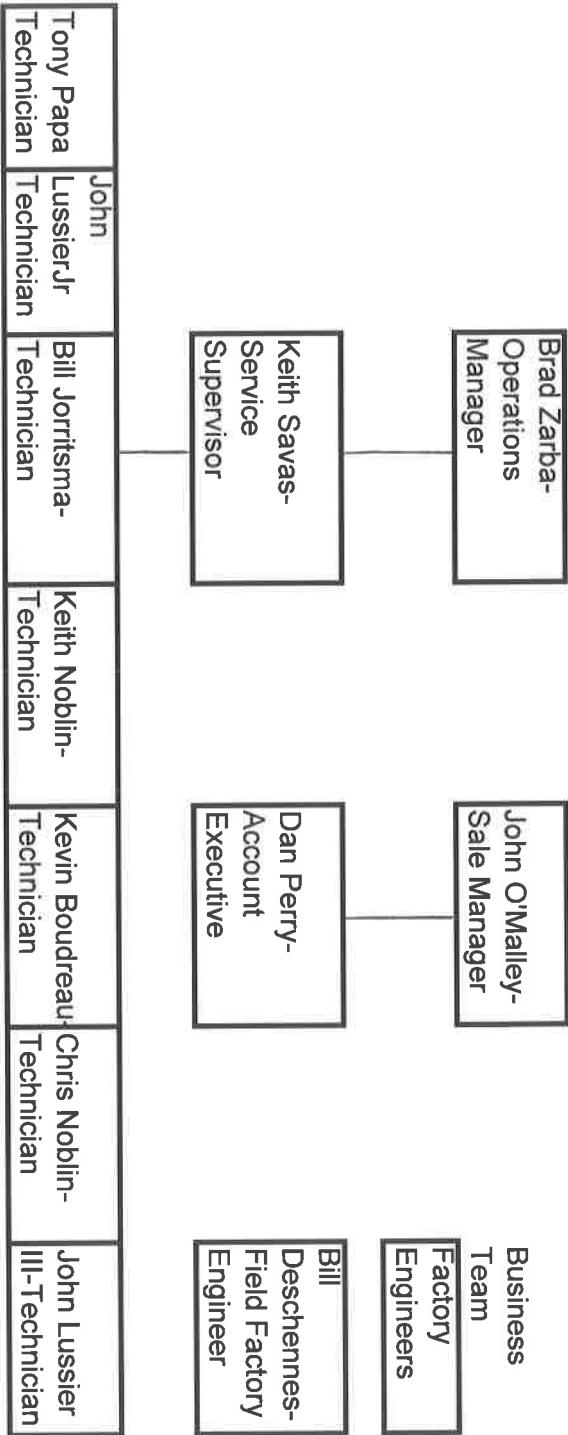 Business
Team
Brad Zarba-
Operations
Manager
John O'Malley-
Sale Manager
Factory
Engineers
Keith Savas-
Service
Supervisor
Dan Perry-
Account
Executive
Bill
Deschennes-
Field Factory
Engineer
Tony Papa
Technician
John
LussierJr
Technician
Bill Jorritsma-
Technician
Keith Noblin-
Technician
Kevin Boudreau-
Technician
Chris Noblin-
Technician
John Lussier
III-Technician